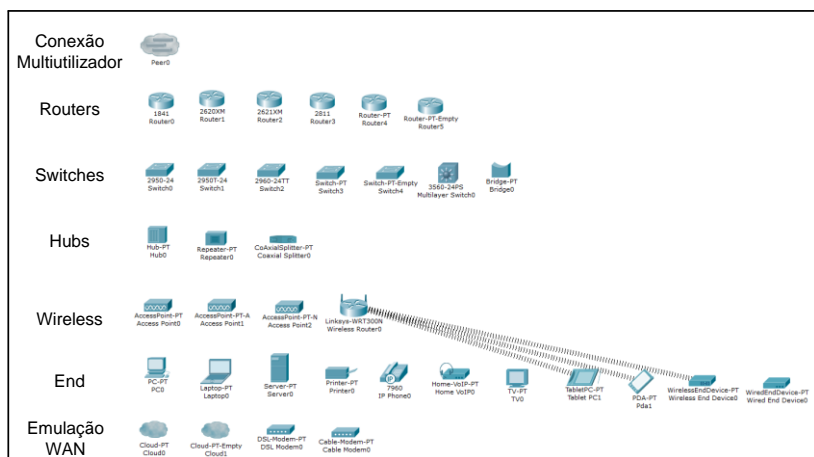 Conexão
Multiutilizador
Peer0
Routers
1841
Router0
2620XM
Router1
2621XM
Router2
2811
Router3
Router-PT
Router4
Router-PT-Empty
Router5
Switches
2950-24
Switch0
2950T-24
Switch1
2960-24TT
Switch2
Switch-PT
Switch3
Switch-PT-Empty
Switch4
3560-24PS
Multilayer Switch0
Bridge-PT
Bridge0
Hubs
Hub-PT
Hub0
Repeater-PT
Repeater0
CoAxialSplitter-PT
Coaxial Splitter0
Wireless
AccessPoint-PT
Access Point0
AccessPoint-PT-A
Access Point1
AccessPoint-PT-N
Access Point2
Linksys-WRT300N
Wireless Router0
End
PC-PT
PC0
Laptop-PT
Laptop0
Server-PT
Server0
Printer-PT
Printer0
7960
IP Phone0
Home-VoIP-PT
Home VoIP0
TV-PT
TV0
TabletPC-PT
Tablet PC1
PDA-PT
Pda1
WirelessEndDevice-PT
Wireless End Device0
WiredEndDevice-PT
Wired End Device0
Emulação
WAN
Cloud-PT
Cloud0
Cloud-PT-Empty
Cloud1
DSL-Modem-PT
DSL Modem0
Cable-Modem-PT
Cable Modem0